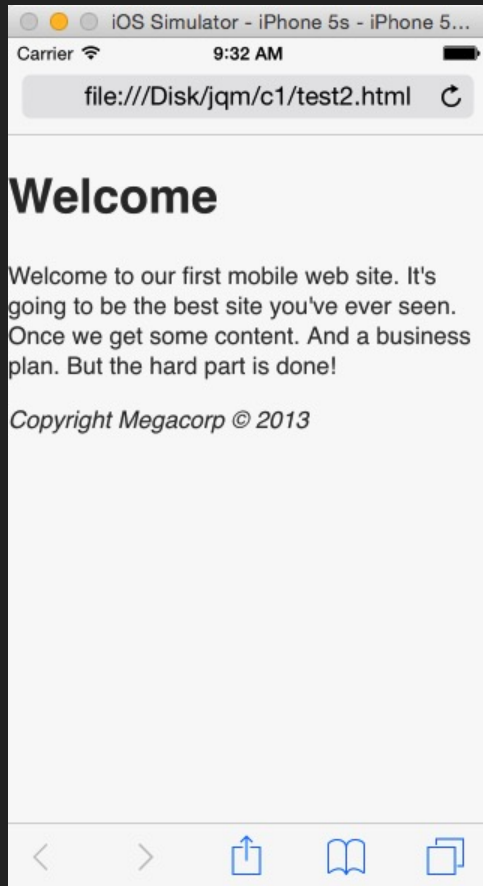 iOS Simulator - iPhone 5s - iPhone 5...
Carrier 9:32 AM
file:///Disk/jqm/c1/test2.html
Welcome
Welcome to our first mobile web site. It's
going to be the best site you've ever seen.
Once we get some content. And a business
plan. But the hard part is done!
Copyright Megacorp © 2013